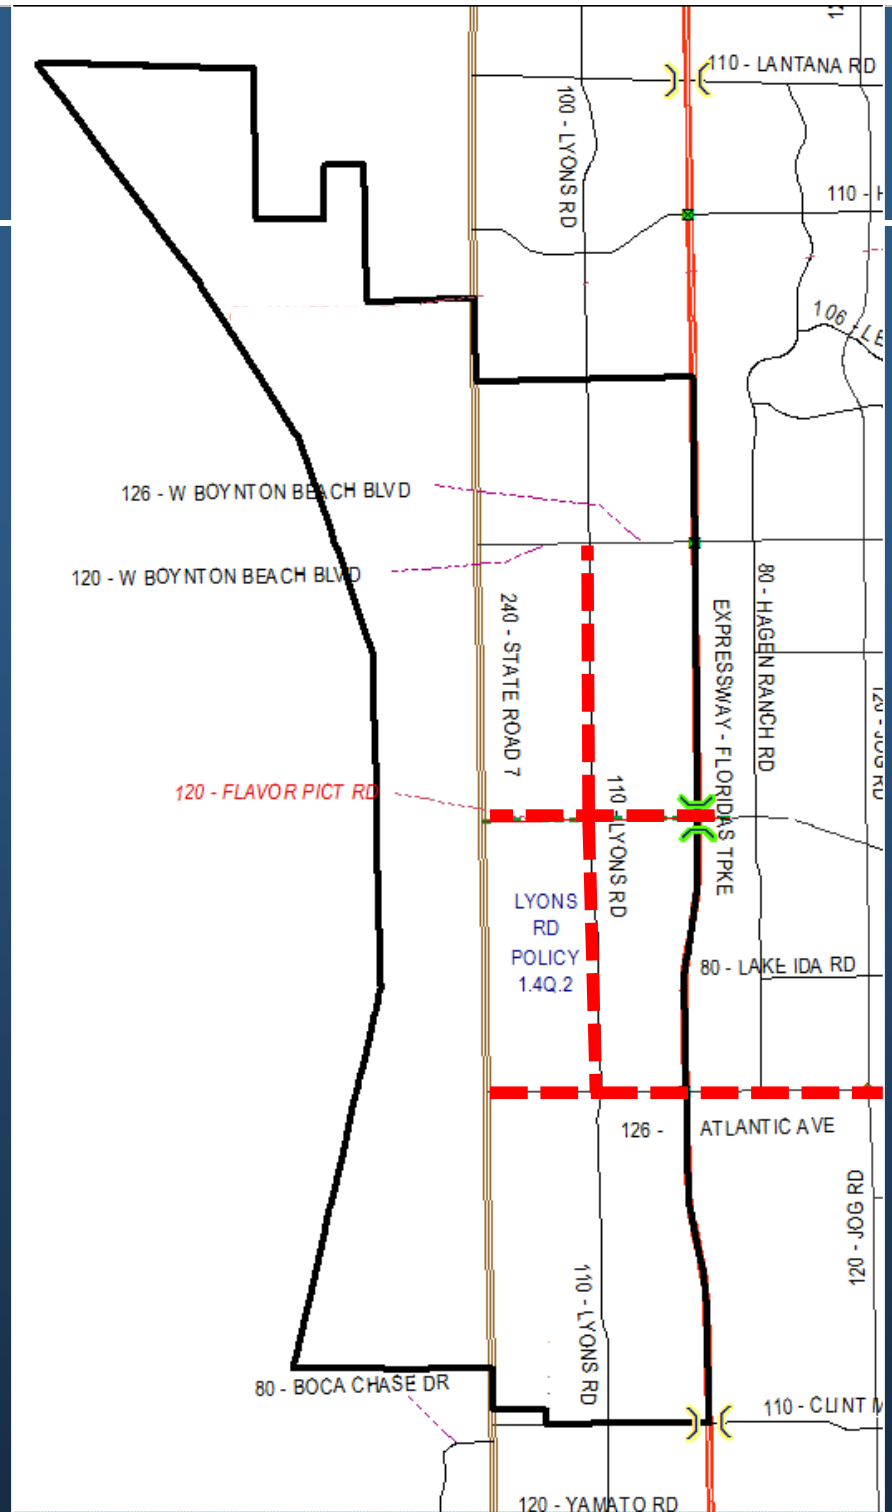 12
110 - LANTANA RD
100 - LYONS RD
110 - H
106 - LE
126 - W BOYNTON BEACH BLVD
120 - W BOYNTON BEACH BLVD
240 - STATE ROAD 7
80 - HAGEN RANCH RD
EXPRESSWAY - FLORIDAS TPKE
120 - JOG RD
120 - FLAVOR PICT RD
110 - LYONS RD
LYONS
RD
POLICY
1.4Q.2
80 - LAKE IDA RD
126 - ATLANTIC AVE
120 - JOG RD
110 - LYONS RD
80 - BOCA CHASE DR
110 - CLINT M
120 - YAMATO RD